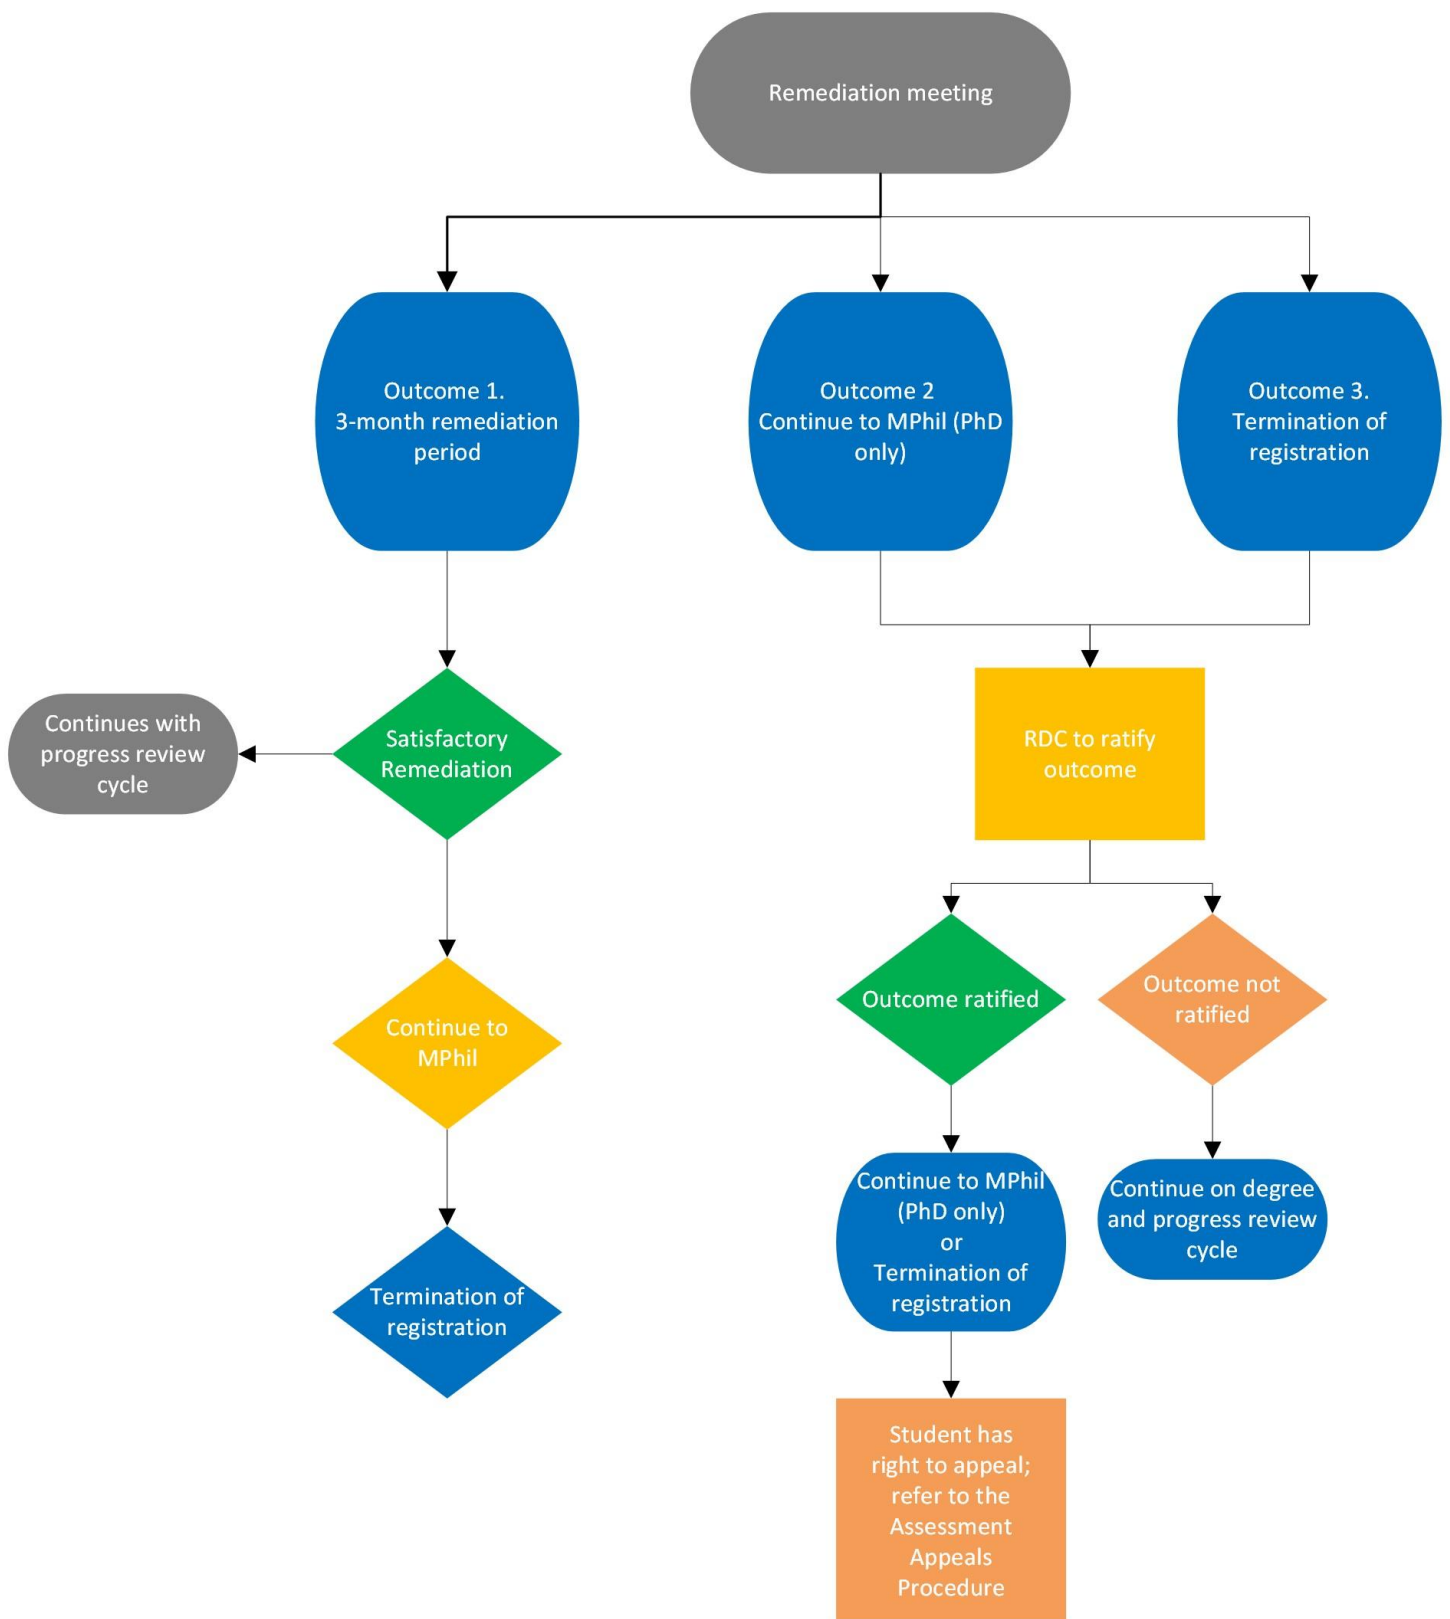 Remediation meeting
Outcome 1.
3-month remediation
period
Outcome 2
Continue to MPhil (PhD
only)
Outcome 3.
Termination of
registration
Continues with
progress review
cycle
Satisfactory
Remediation
RDC to ratify
outcome
Continue to
MPhil
Outcome ratified
Outcome not
ratified
Termination of
registration
Continue to MPhil
(PhD only)
or
Termination of
registration
Continue on degree
and progress review
cycle
Student has
right to appeal;
refer to the
Assessment
Appeals
Procedure